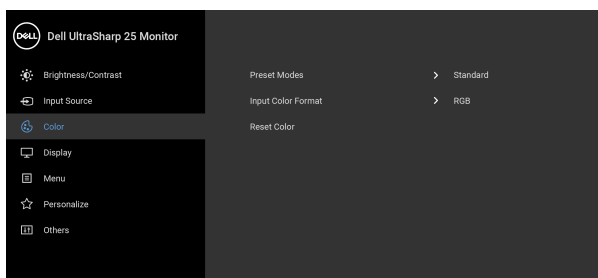 DELL Dell UltraSharp 25 Monitor
Brightness/Contrast
Preset Modes Standard
Input Source
Input Color Format RGB
Color
Reset Color
Display
Menu
Personalize
Others